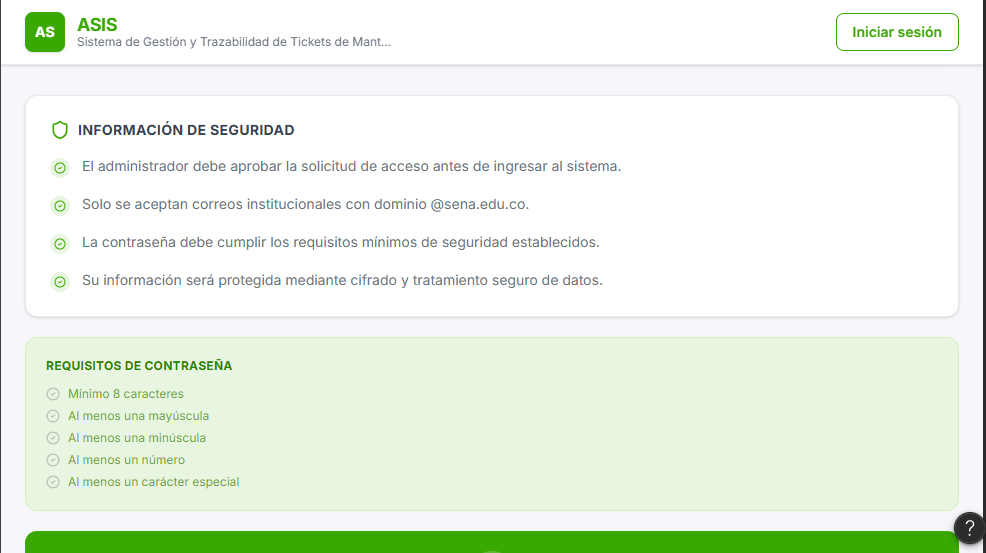 AS
ASIS
Sistema de Gestión y Trazabilidad de Tickets de Mant...
Iniciar sesión
INFORMACIÓN DE SEGURIDAD
El administrador debe aprobar la solicitud de acceso antes de ingresar al sistema.
Solo se aceptan correos institucionales con dominio @sena.edu.co.
La contraseña debe cumplir los requisitos mínimos de seguridad establecidos.
Su información será protegida mediante cifrado y tratamiento seguro de datos.
REQUISITOS DE CONTRASEÑA
Mínimo 8 caracteres
Al menos una mayúscula
Al menos una minúscula
Al menos un número
Al menos un carácter especial
?